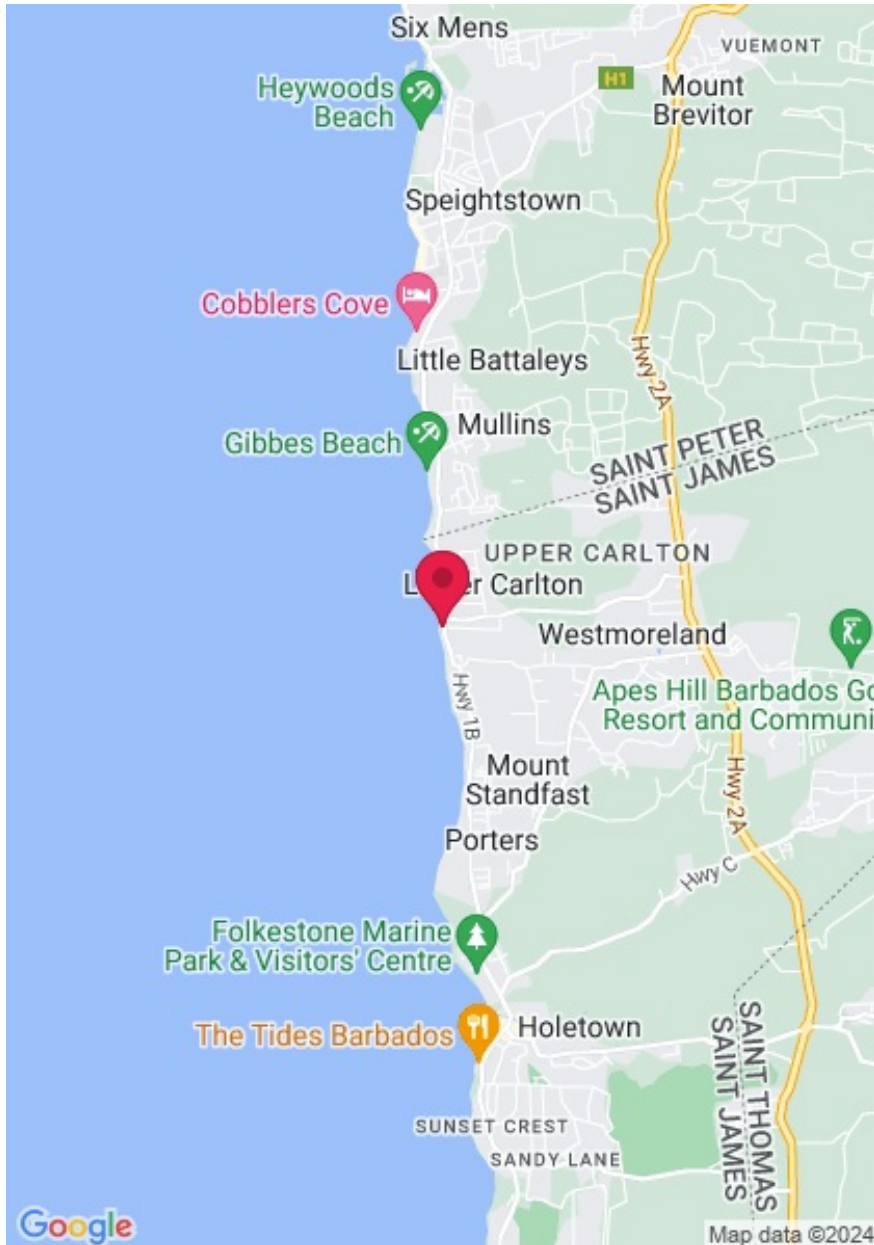 Six Mens
VUEMONT
H1
Heywoods
Beach
Mount
Brevitor
Speightstown
Cobblers Cove
Hwy 2A
Little Battaleys
Gibbes Beach
Mullins
SAINT PETER
SAINT JAMES
UPPER CARLTON
L er Carlton
Westmoreland
Apes Hill Barbados Go
Resort and Communi
Hwy 1B
Mount
Standfast
Hwy 2A
Porters
Hwy C
Folkestone Marine
Park & Visitors' Centre
The Tides Barbados
Holetown
SAINT THOMAS
SAINT JAMES
SUNSET CREST
SANDY LANE
Google
Map data ©2024